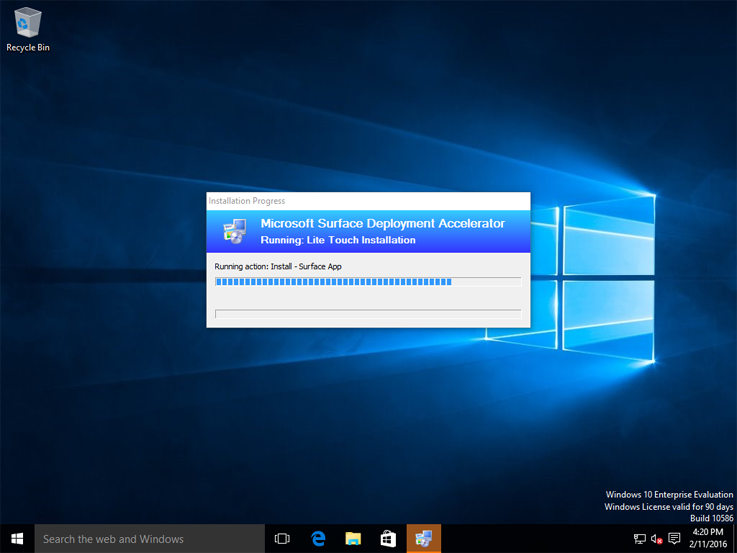 Recycle Bin
Installation Progress
Microsoft Surface Deployment Accelerator
Running: Lite Touch Installation
Running action: Install - Surface App
Windows 10 Enterprise Evaluation
Windows License valid for 90 days
Build 10586
Search the web and Windows
4:20 PM
2/11/2016